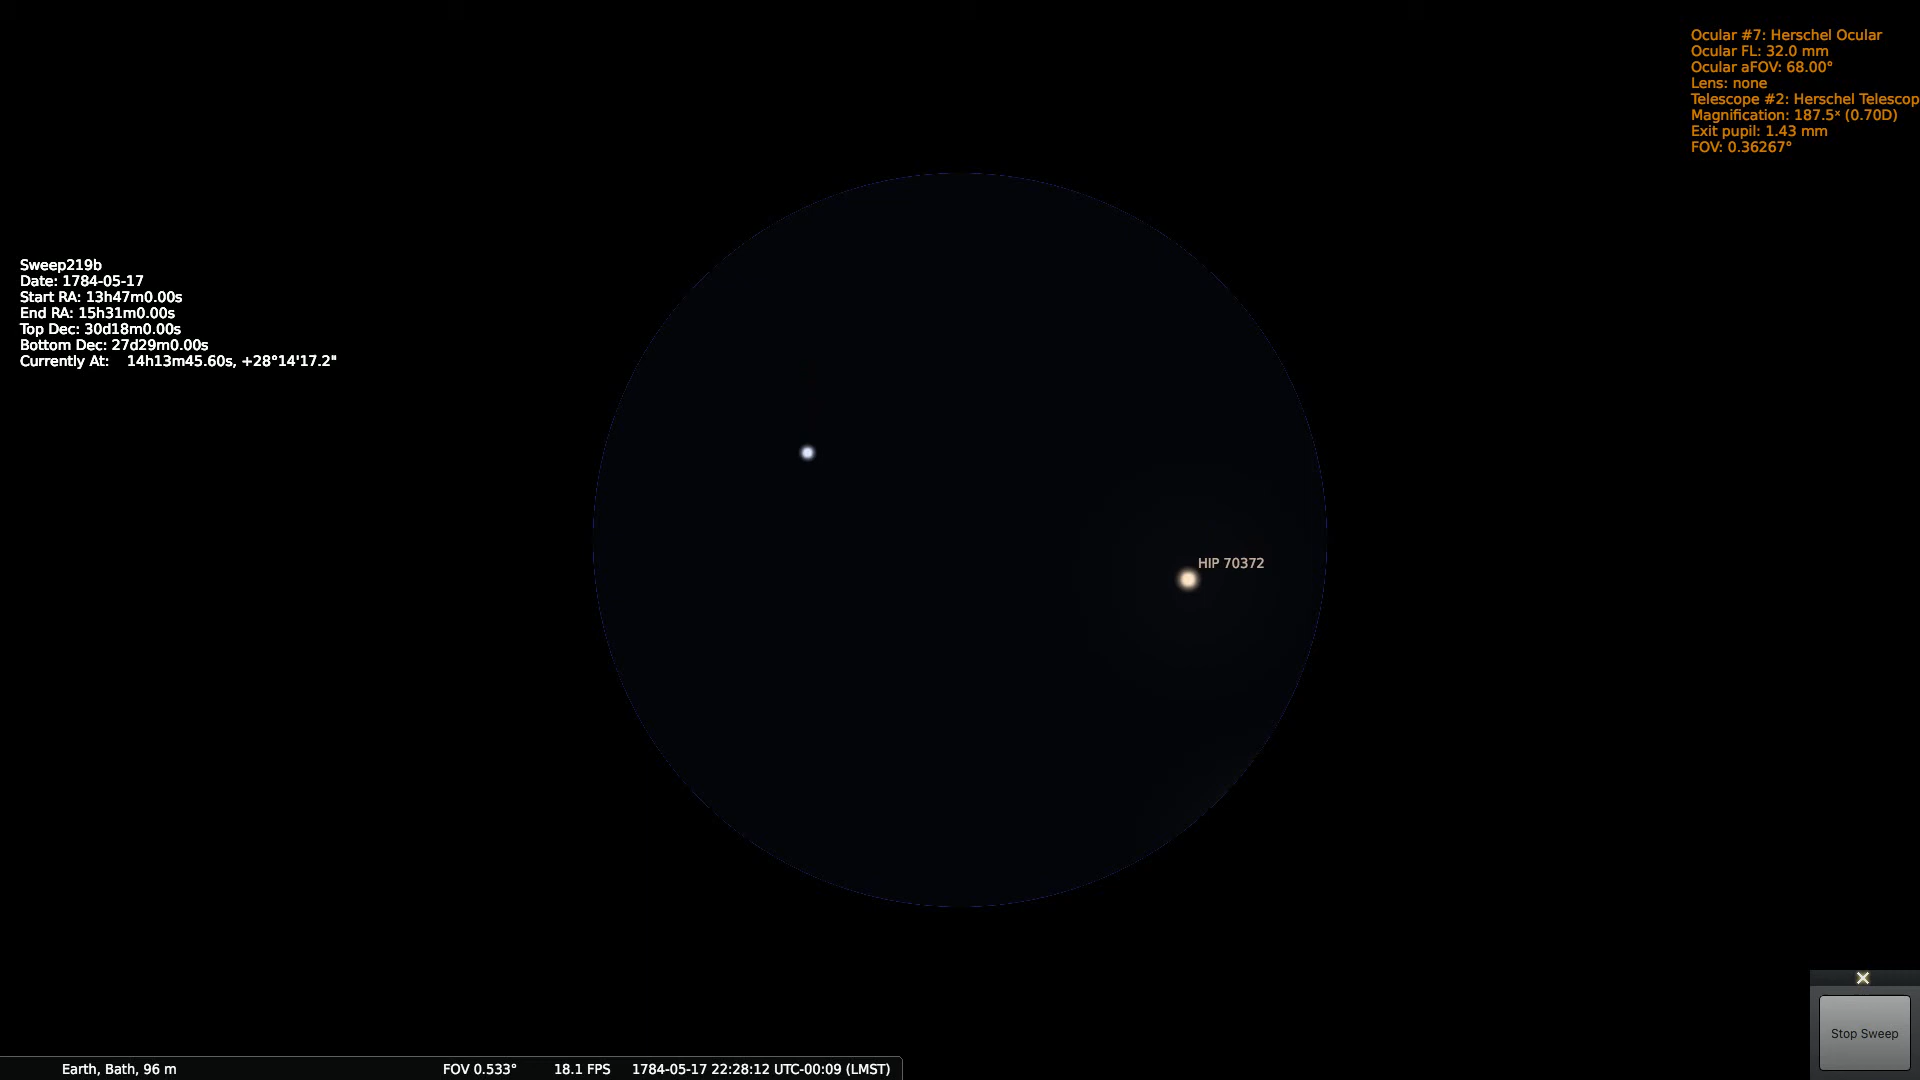 Ocular #7: Herschel Ocular
Ocular FL: 32.0 mm
Ocular aFOV: 68.00°
Lens: none
Telescope #2: Herschel Telescop
Magnification: 187.5ˣ (0.70D)
Exit pupil: 1.43 mm
FOV: 0.36267°
Sweep219b
Date: 1784-05-17
Start RA: 13h47m0.00s
End RA: 15h31m0.00s
Top Dec: 30d18m0.00s
Bottom Dec: 27d29m0.00s
Currently At: 14h13m45.60s, +28°14'17.2"
HIP 70372
Stop Sweep
Earth, Bath, 96 m FOV 0.533° 18.1 FPS 1784-05-17 22:28:12 UTC-00:09 (LMST)